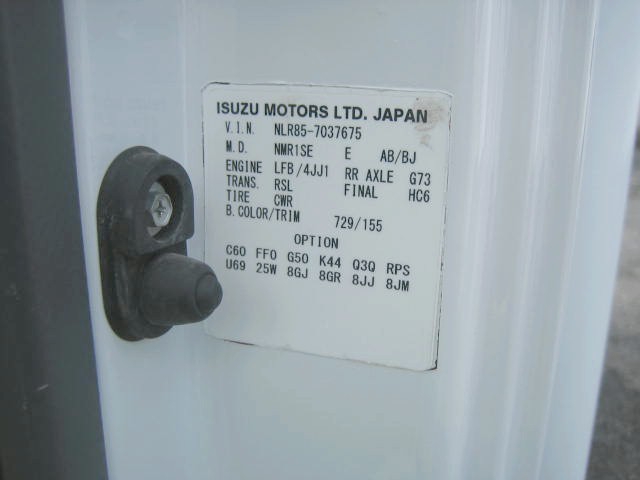 ISUZU MOTORS LTD. JAPAN
V.I.N. NLR85-7037675
M.D. NMR1SE E AB/BJ
ENGINE LFB/4JJ1 RR AXLE G73
TRANS. RSL FINAL HC6
TIRE CWR
B.COLOR/TRIM 729/155
OPTION
C60 FF0 G50 K44 Q3Q RPS
U69 25W 8GJ 8GR 8JJ 8JM